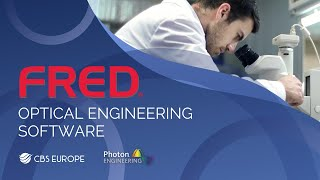 FRED
OPTICAL ENGINEERING
SOFTWARE
CBS EUROPE
Photon
ENGINEERING